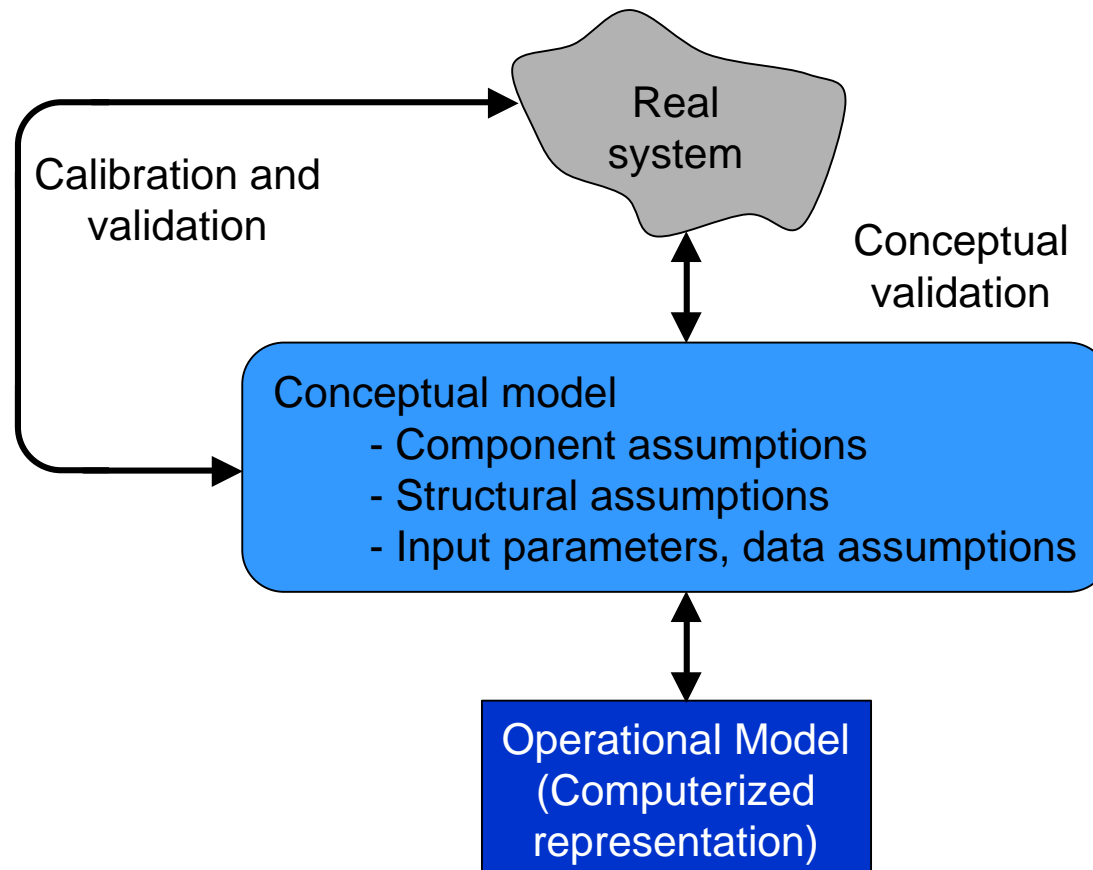 Real
system
Calibration and
validation
Conceptual
validation
Conceptual model
- Component assumptions
- Structural assumptions
- Input parameters, data assumptions
Operational Model
(Computerized
representation)